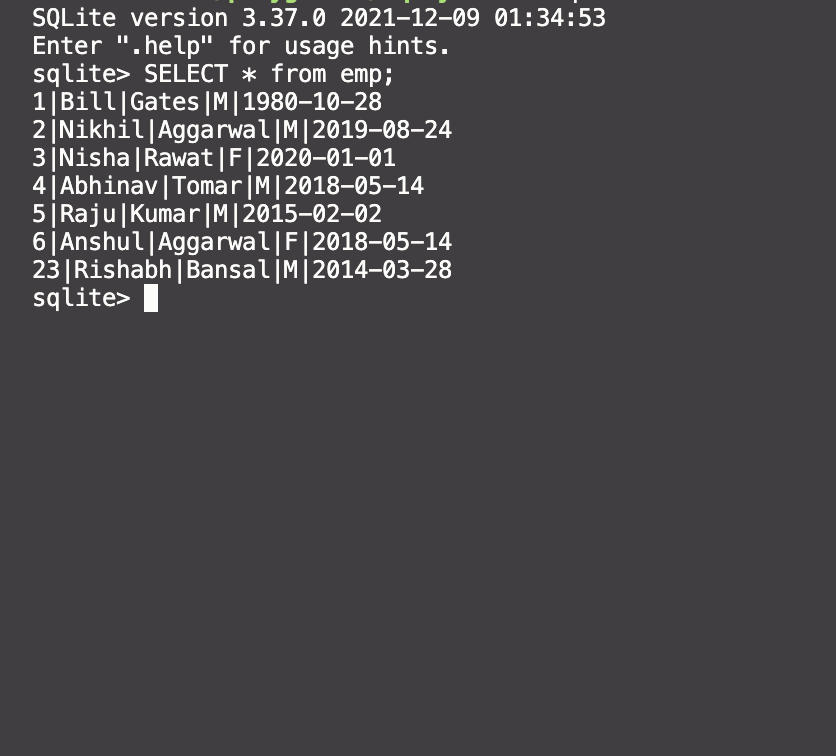 SQLite version 3.37.0 2021-12-09 01:34:53
Enter ".help" for usage hints.
sqlite> SELECT * from emp;
1|Bill|Gates|M|1980-10-28
2|Nikhil|Aggarwal|M|2019-08-24
3|Nisha|Rawat|F|2020-01-01
4|Abhinav|Tomar|M|2018-05-14
5|Raju|Kumar|M|2015-02-02
6|Anshul|Aggarwal|F|2018-05-14
23|Rishabh|Bansal|M|2014-03-28
sqlite>